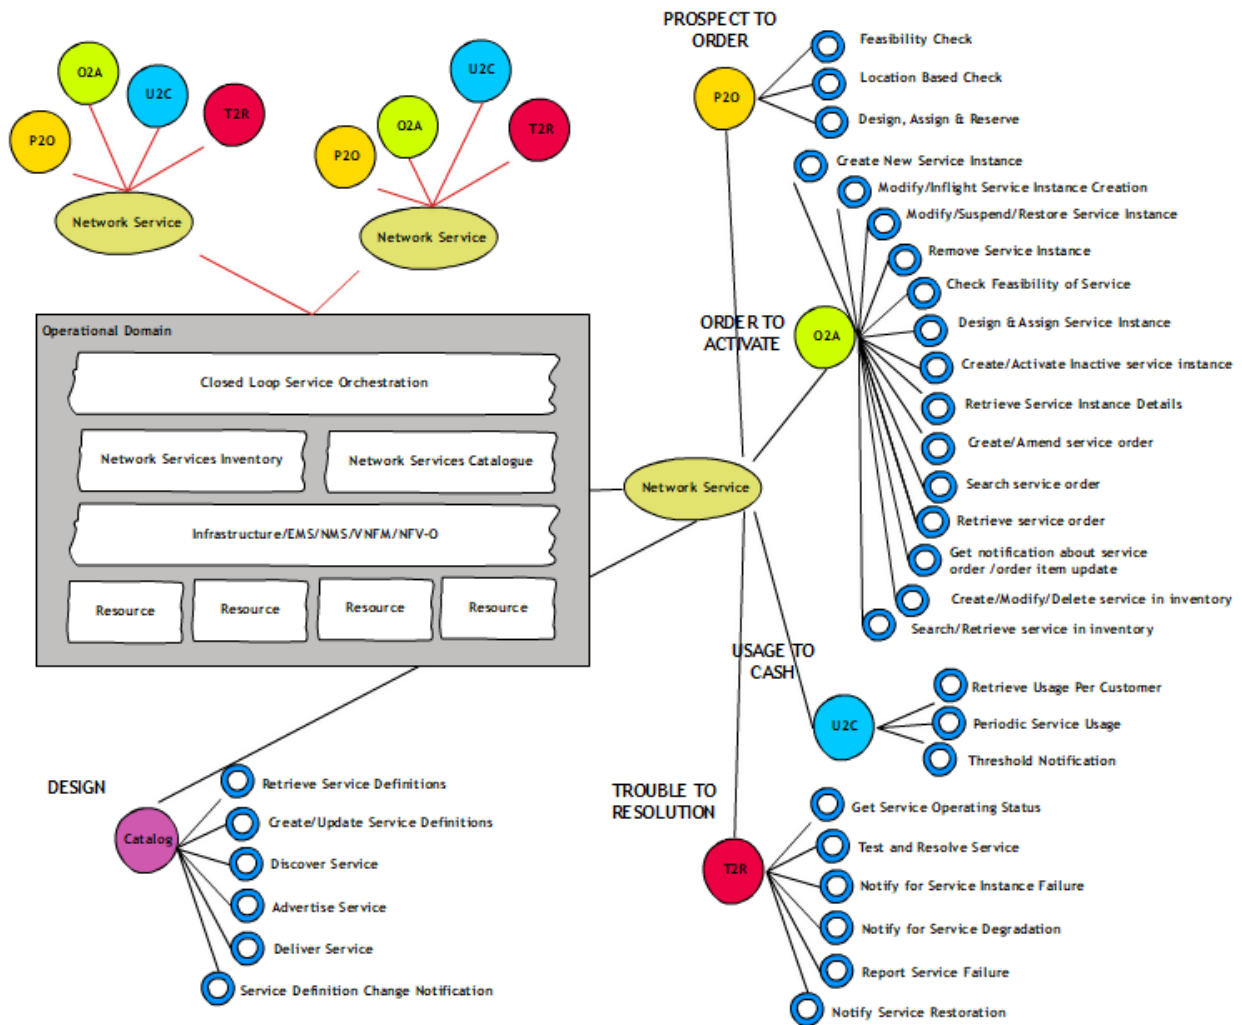 O2A
U2C
T2R
P2O
Network Service
U2C
O2A
T2R
P2O
Network Service
Operational Domain
Closed Loop Service Orchestration
Network Services Inventory
Network Services Catalogue
Infrastructure/EMS/NMS/VNFM/NFV-O
Resource
Resource
Resource
Resource
DESIGN
Catalog
Retrieve Service Definitions
Create/Update Service Definitions
Discover Service
Advertise Service
Deliver Service
Service Definition Change Notification
Network Service
PROSPECT TO
ORDER
P2O
Feasibility Check
Location Based Check
Design, Assign & Reserve
ORDER TO
ACTIVATE
O2A
Create New Service Instance
Modify/Inflight Service Instance Creation
Modify/Suspend/Restore Service Instance
Remove Service Instance
Check Feasibility of Service
Design & Assign Service Instance
Create/Activate Inactive service instance
Retrieve Service Instance Details
Create/Amend service order
Search service order
Retrieve service order
Get notification about service
order /order item update
Create/Modify/Delete service in inventory
Search/Retrieve service in inventory
USAGE TO
CASH
U2C
Retrieve Usage Per Customer
Periodic Service Usage
Threshold Notification
TROUBLE TO
RESOLUTION
T2R
Get Service Operating Status
Test and Resolve Service
Notify for Service Instance Failure
Notify for Service Degradation
Report Service Failure
Notify Service Restoration